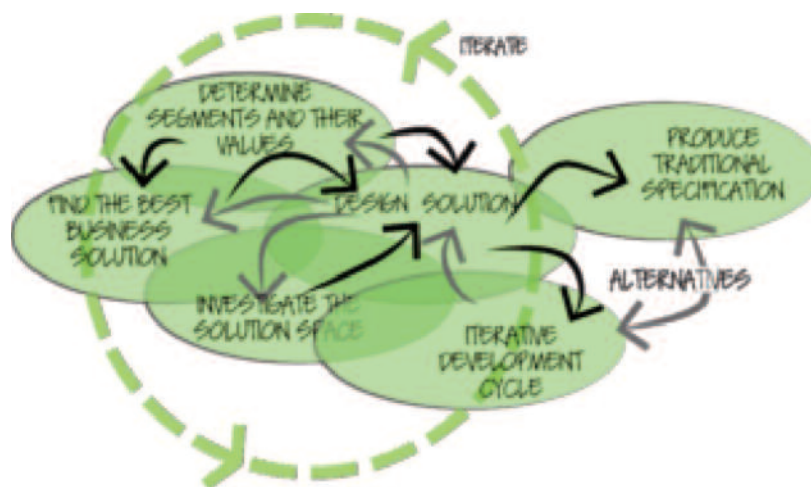 ITERATE
DETERMINE
SEGMENTS AND THEIR
VALUES
PRODUCE
TRADITIONAL
SPECIFICATION
FIND THE BEST
BUSINESS
SOLUTION
DESIGN SOLUTION
ALTERNATIVES
INVESTIGATE THE
SOLUTION SPACE
ITERATIVE
DEVELOPMENT
CYCLE